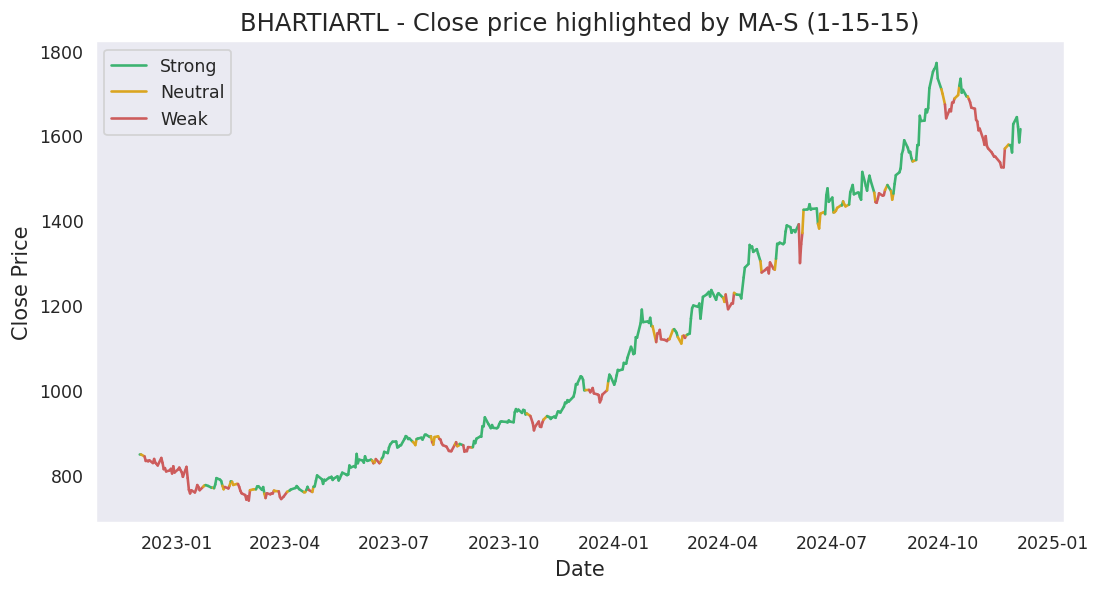 BHARTIARTL - Close price highlighted by MA-S (1-15-15)
Strong
Neutral
Weak
1800
1600
1400
1200
1000
800
Close Price
2023-01 2023-04 2023-07 2023-10 2024-01 2024-04 2024-07 2024-10 2025-01
Date